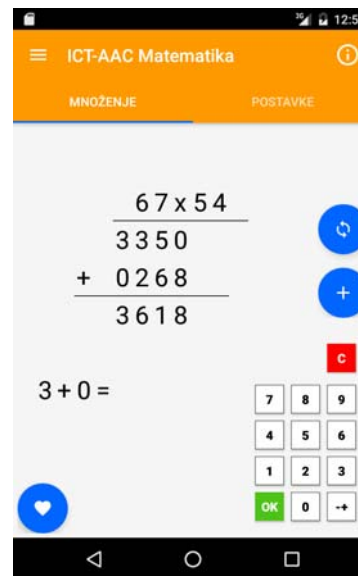 3G 12:5
ICT-AAC Matematika
MNOŽENJE POSTAVKE
67x54
3350
+ 0268
3618
3+0=
C
7 8 9
4 5 6
1 2 3
OK 0 -+